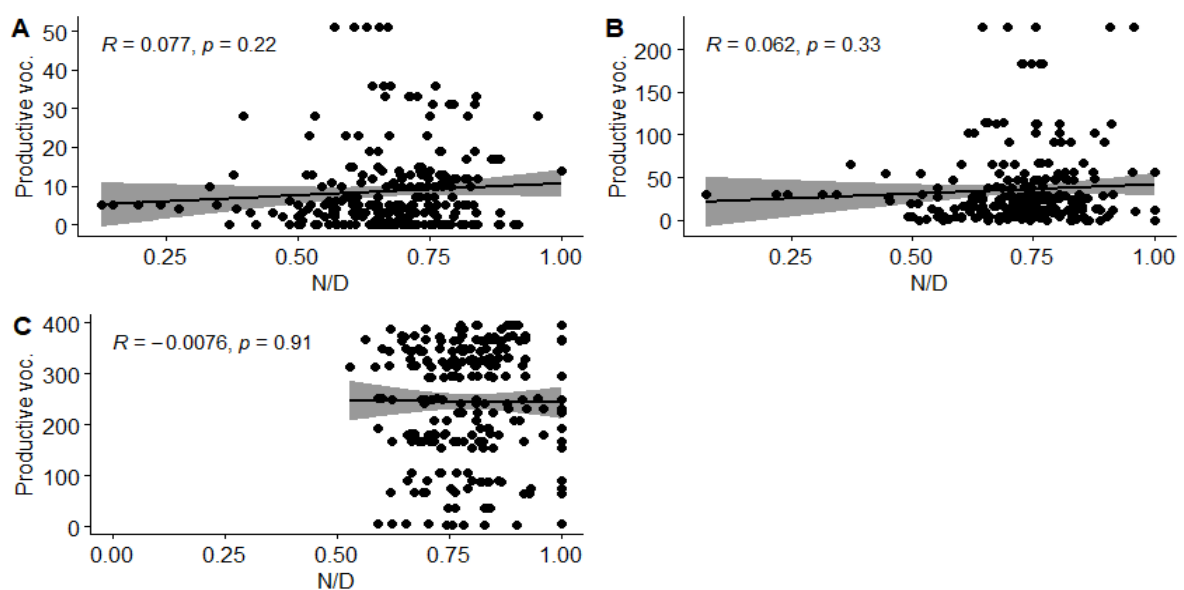 A
R = 0.077, p = 0.22
Productive voc.
50
40
30
20
10
0
0.25 0.50 0.75 1.00
N/D
B
R = 0.062, p = 0.33
Productive voc.
200
150
100
50
0
0.25 0.50 0.75 1.00
N/D
C
R = −0.0076, p = 0.91
Productive voc.
400
300
200
100
0
0.00 0.25 0.50 0.75 1.00
N/D